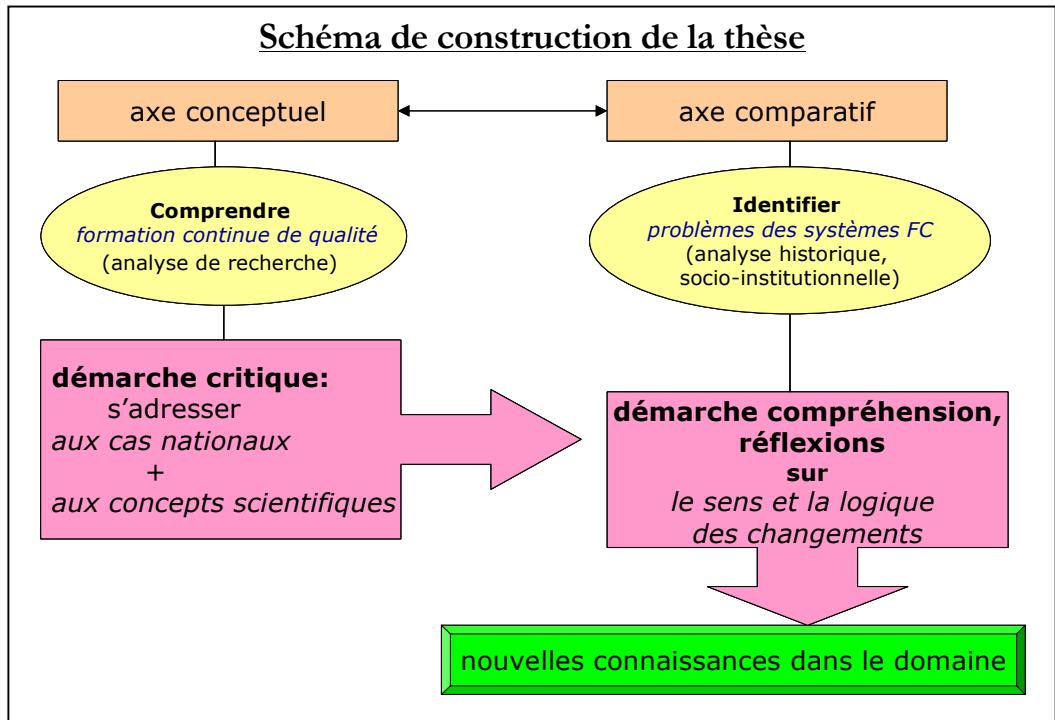 Schéma de construction de la thèse
axe conceptuel
axe comparatif
Comprendre
formation continue de qualité
(analyse de recherche)
Identifier
problèmes des systèmes FC
(analyse historique,
socio-institutionnelle)
démarche critique:
s’adresser
aux cas nationaux
+
aux concepts scientifiques
démarche compréhension,
réflexions
sur
le sens et la logique
des changements
nouvelles connaissances dans le domaine